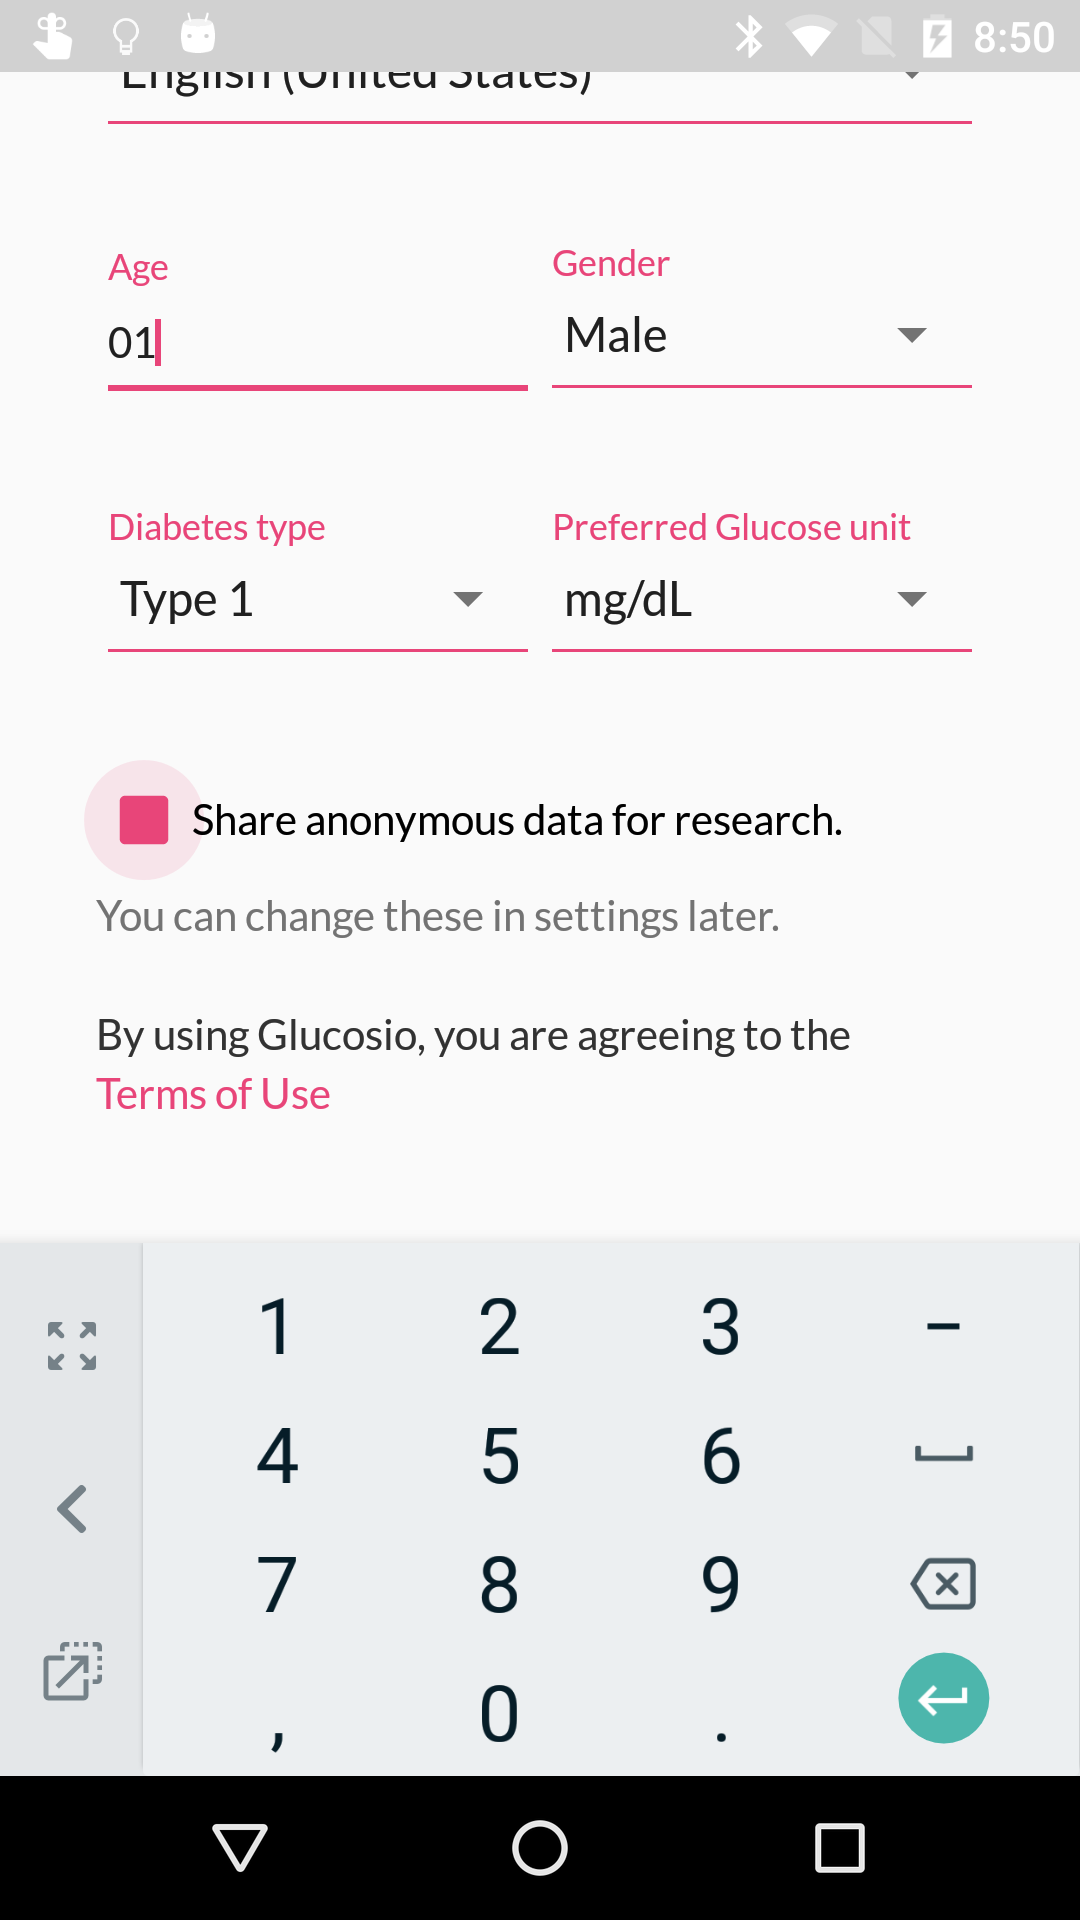 8:50
English (United States)
Age
Gender
01
Male
Diabetes type
Preferred Glucose unit
Type 1
mg/dL
Share anonymous data for research.
You can change these in settings later.
By using Glucosio, you are agreeing to the
Terms of Use
1 2 3 –
4 5 6
7 8 9
, 0 .